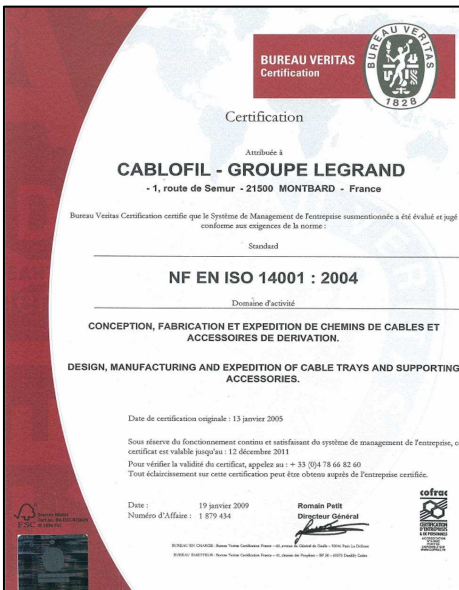 BUREAU VERITAS
Certification
BUREAU VERITAS
1828
Certification
Attribuée à
CABLOFIL - GROUPE LEGRAND
- 1, route de Semur - 21500 MONTBARD - France
Bureau Veritas Certification certifie que le Système de Management de l'entreprise susmentionnée a été évalué et jugé
conforme aux exigences de la norme :
Standard
NF EN ISO 14001 : 2004
Domaine d'activité
CONCEPTION, FABRICATION ET EXPEDITION DE CHEMINS DE CABLES ET
ACCESSOIRES DE DERIVATION.
DESIGN, MANUFACTURING AND EXPEDITION OF CABLE TRAYS AND SUPPORTING
ACCESSORIES.
Date de certification originale : 13 janvier 2005
Sous réserve du fonctionnement continu et satisfaisant du système de management de l'entreprise, c
certificat est valable jusqu'au : 12 décembre 2011
Pour vérifier la validité du certificat, appelez au : + 33 (0)4 78 66 82 60
Tout éclaircissement sur cette certification peut être obtenu auprès de l'entreprise certifiée.
Date : 19 janvier 2009
Numéro d'Affaire : 1 879 434
Romain Petit
Directeur Général
cofrac
CERTIFICATION
D'ENTREPRISES
& DE PERSONNELS
FSC